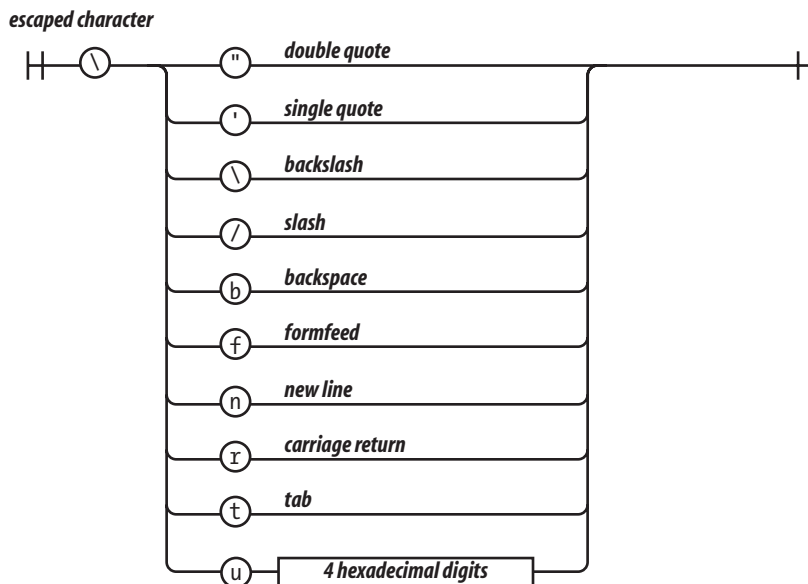 escaped character
\
" double quote
' single quote
\ backslash
/ slash
b backspace
f formfeed
n new line
r carriage return
t tab
u 4 hexadecimal digits